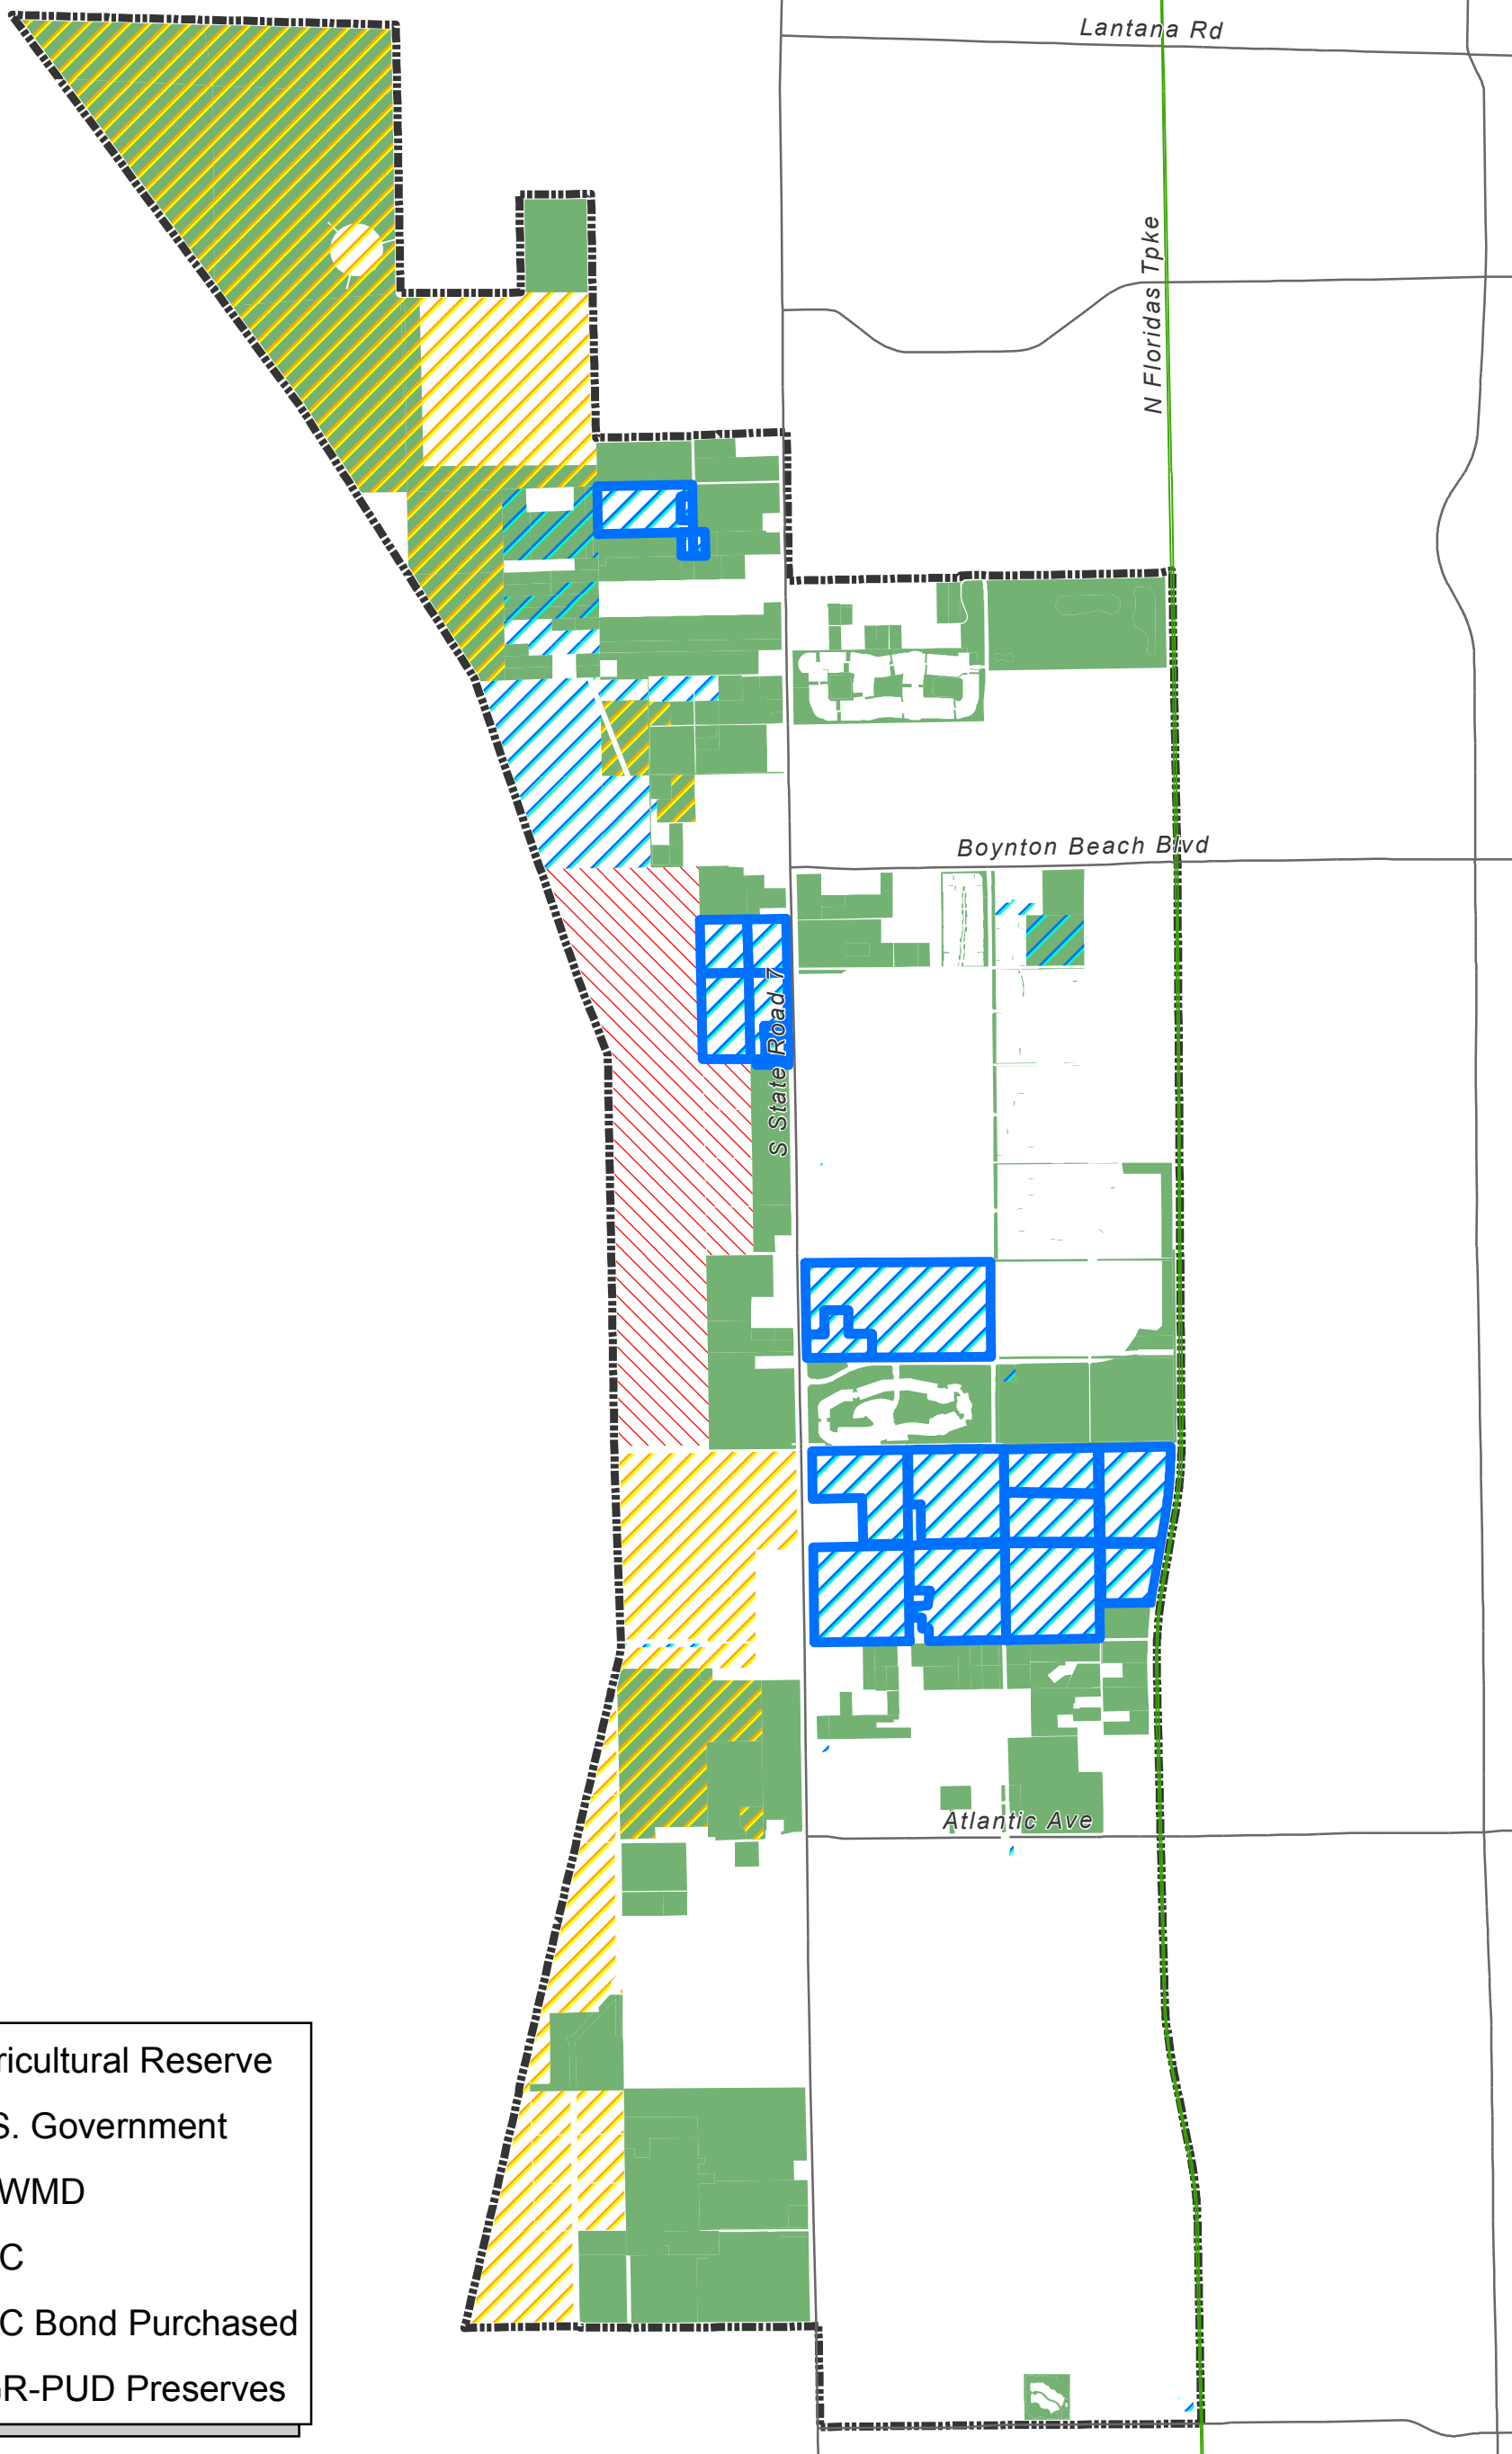 Lantana Rd
N Floridas Tpke
Boynton Beach Blvd
S State Road 7
Atlantic Ave
ricultural Reserve
S. Government
WMD
C
C Bond Purchased
GR-PUD Preserves